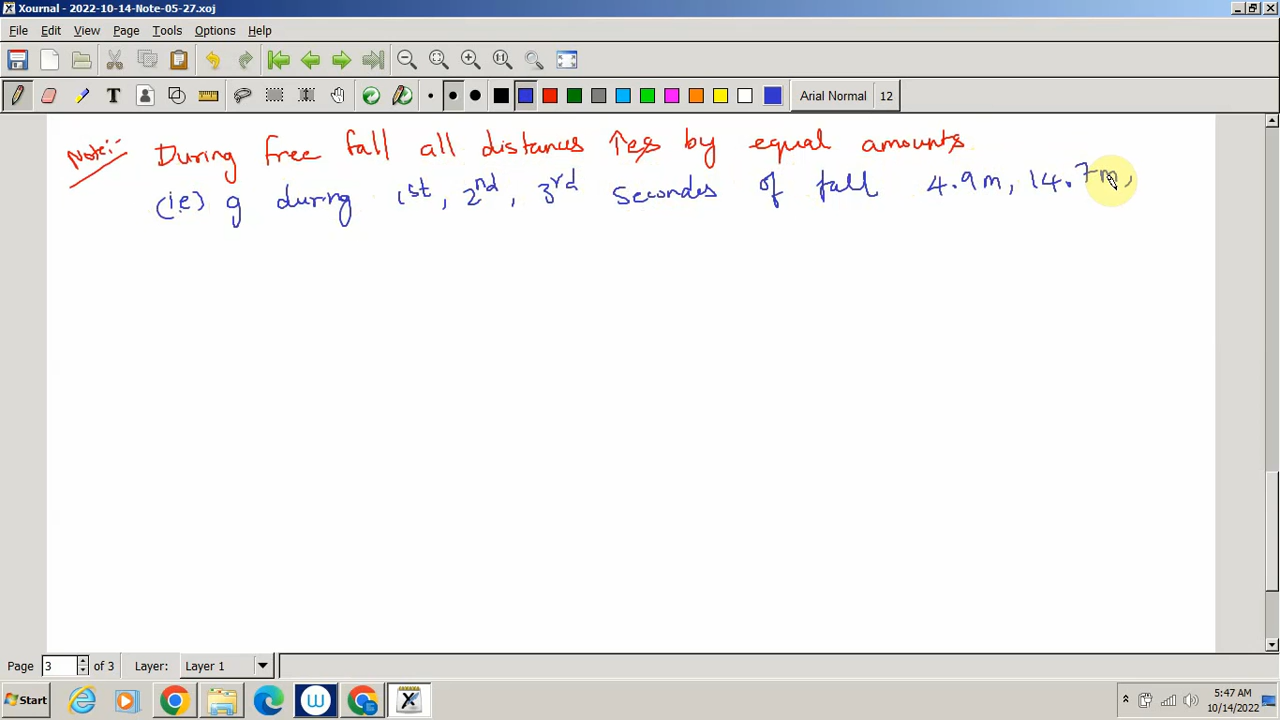 Xournal - 2022-10-14-Note-05-27.xoj
File Edit View Page Tools Options Help
Arial Normal 12
Note:- During free fall all distances ↑es by equal amounts
(i.e) g during 1st, 2nd, 3rd secondes of fall 4.9m, 14.7m,
Page 3 of 3 Layer: Layer 1
Start
5:47 AM
10/14/2022